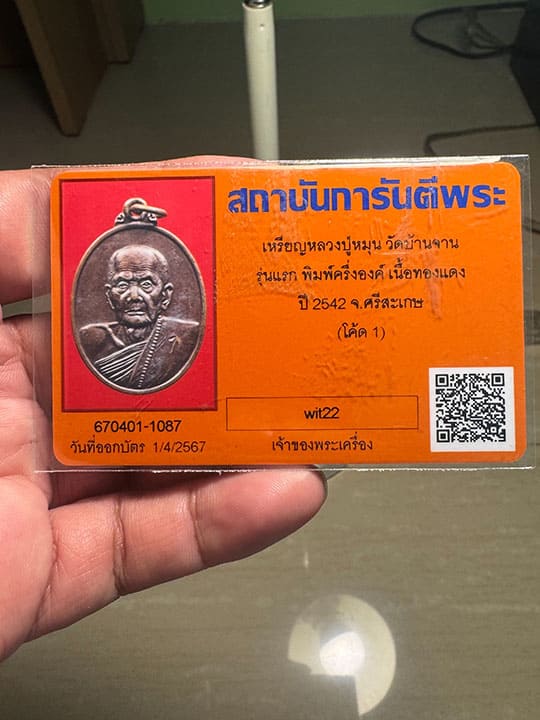 สถาบันการันตีพระ
เหรียญหลวงปู่หมุน วัดบ้านจาน
รุ่นแรก พิมพ์ครึ่งองค์ เนื้อทองแดง
ปี 2542 จ.ศรีสะเกษ
(โค้ด 1)
wit22
เจ้าของพระเครื่อง
670401-1087
วันที่ออกบัตร 1/4/2567